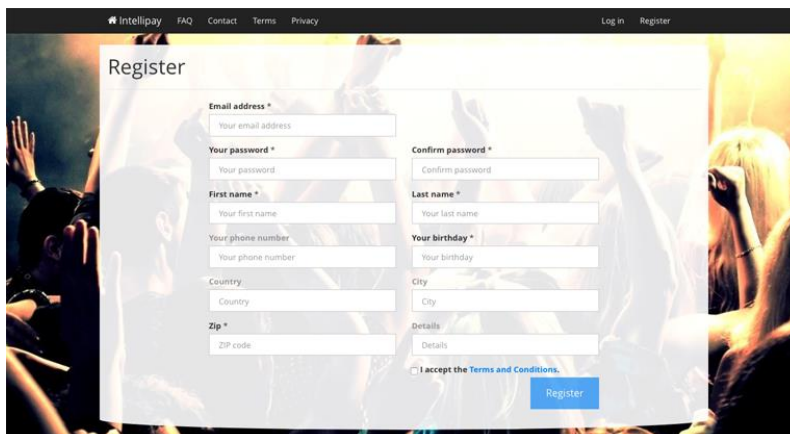 Intellipay FAQ Contact Terms Privacy Log in Register
Register
Email address *
Your email address
Your password * Confirm password *
Your password Confirm password
First name * Last name *
Your first name Your last name
Your phone number Your birthday *
Your phone number Your birthday
Country City
Country City
Zip * Details
ZIP code Details
I accept the Terms and Conditions.
Register